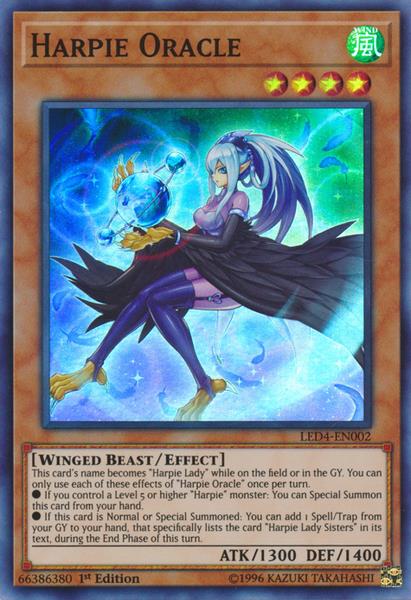 HARPIE ORACLE
WIND
風
LED4-EN002
[WINGED BEAST/EFFECT]
This card's name becomes "Harpie Lady" while on the field or in the GY. You can
only use each of these effects of "Harpie Oracle" once per turn.
● If you control a Level 5 or higher "Harpie" monster: You can Special Summon
this card from your hand.
● If this card is Normal or Special Summoned: You can add 1 Spell/Trap from
your GY to your hand, that specifically lists the card "Harpie Lady Sisters" in its
text, during the End Phase of this turn.
ATK/1300 DEF/1400
66386380 1st Edition ©1996 KAZUKI TAKAHASHI